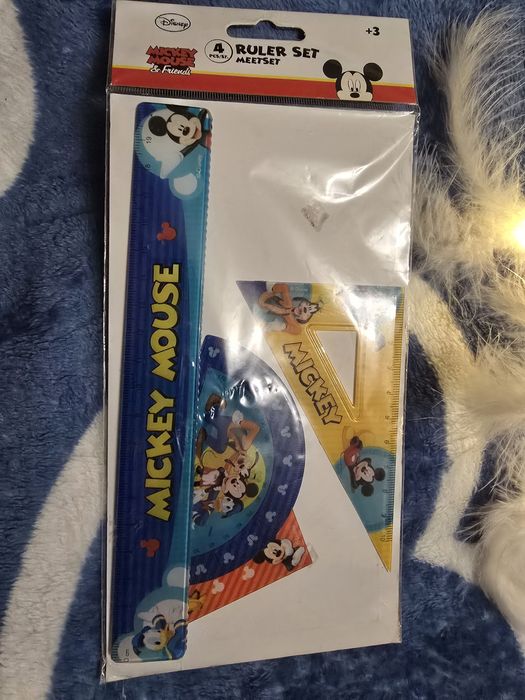 Disney
MICKEY
MOUSE
& Friends
4
PCS/ST
RULER SET
MEETSET
+3
MICKEY MOUSE
MICKEY